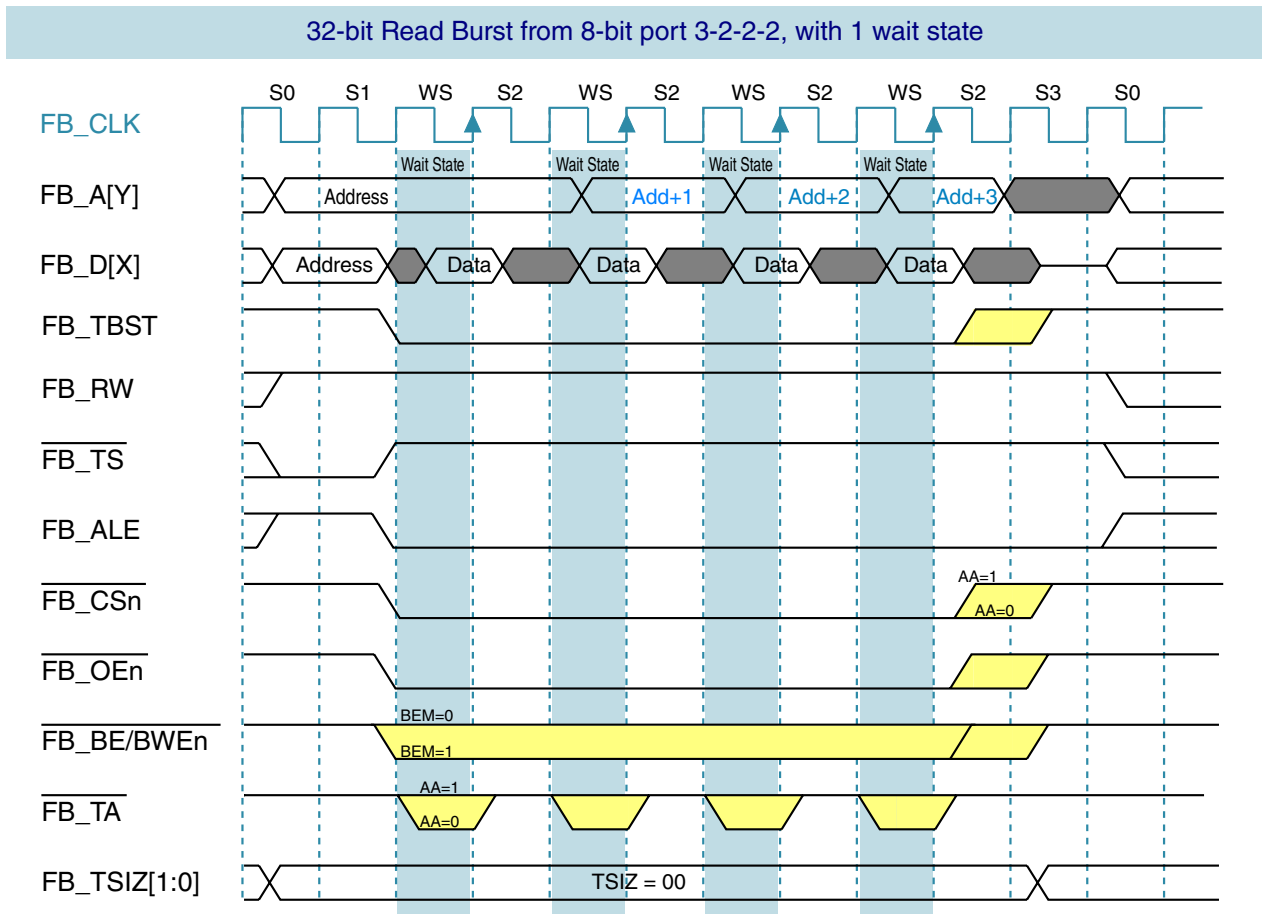 32-bit Read Burst from 8-bit port 3-2-2-2, with 1 wait state
S0 S1 WS S2 WS S2 WS S2 WS S2 S3 S0
FB_CLK
Wait State Wait State Wait State Wait State
FB_A[Y] Address Add+1 Add+2 Add+3
FB_D[X] Address Data Data Data Data
FB_TBST
FB_RW
FB_TS
FB_ALE
AA=1
FB_CSn AA=0
FB_OEn
BEM=0
FB_BE/BWEn
BEM=1
AA=1
FB_TA
AA=0
FB_TSIZ[1:0] TSIZ = 00